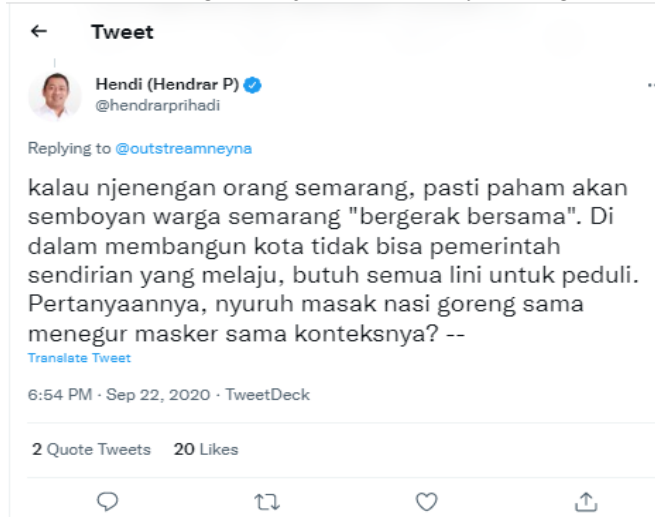 Tweet
Hendi (Hendrar P)
@hendrarprihadi
Replying to @outstreamneyna
kalau njenengan orang semarang, pasti paham akan
semboyan warga semarang "bergerak bersama". Di
dalam membangun kota tidak bisa pemerintah
sendirian yang melaju, butuh semua lini untuk peduli.
Pertanyaannya, nyuruh masak nasi goreng sama
menegur masker sama konteksnya? --
Translate Tweet
6:54 PM · Sep 22, 2020 · TweetDeck
2 Quote Tweets 20 Likes